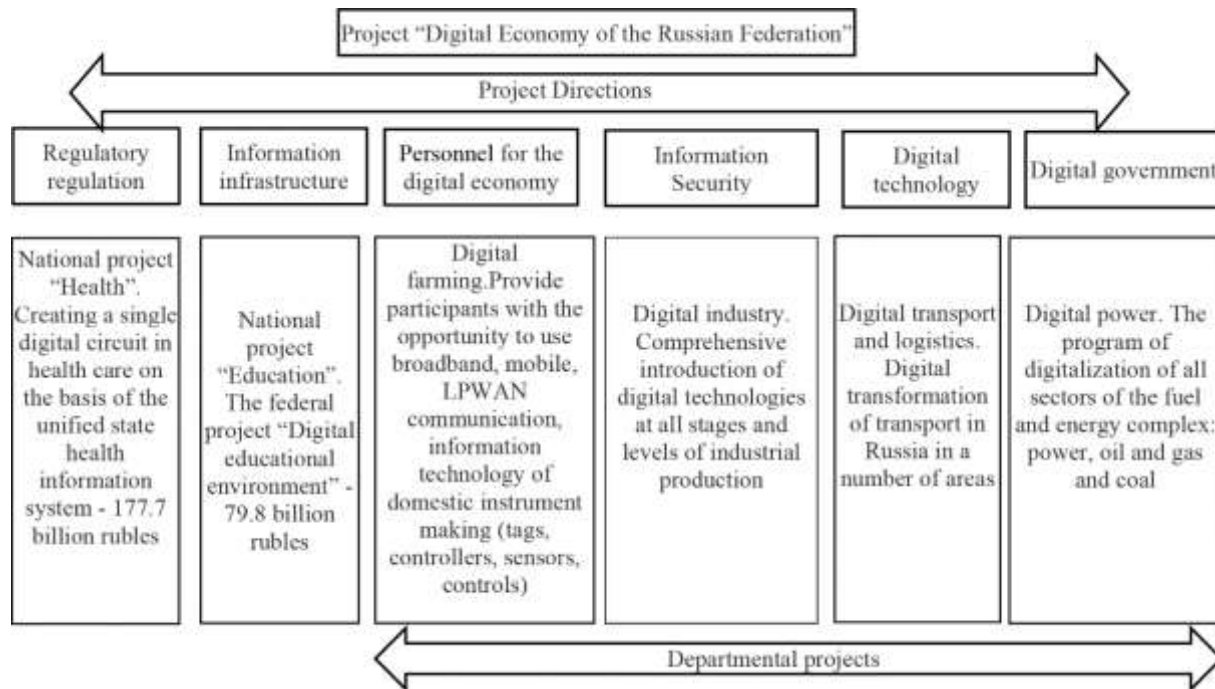 Project “Digital Economy of the Russian Federation”
Project Directions
Regulatory
regulation
Information
infrastructure
Personnel for the
digital economy
Information
Security
Digital
technology
Digital government
National project
“Health”.
Creating a single
digital circuit in
health care on
the basis of the
unified state
health
information
system - 177.7
billion rubles
National
project
“Education”.
The federal
project “Digital
educational
environment” -
79.8 billion
rubles
Digital
farming.Provide
participants with the
opportunity to use
broadband, mobile,
LPWAN
communication,
information
technology of
domestic instrument
making (tags,
controllers, sensors,
controls)
Digital industry.
Comprehensive
introduction of
digital technologies
at all stages and
levels of industrial
production
Digital transport
and logistics.
Digital
transformation
of transport in
Russia in a
number of areas
Digital power. The
program of
digitalization of all
sectors of the fuel
and energy complex:
power, oil and gas
and coal
Departmental projects